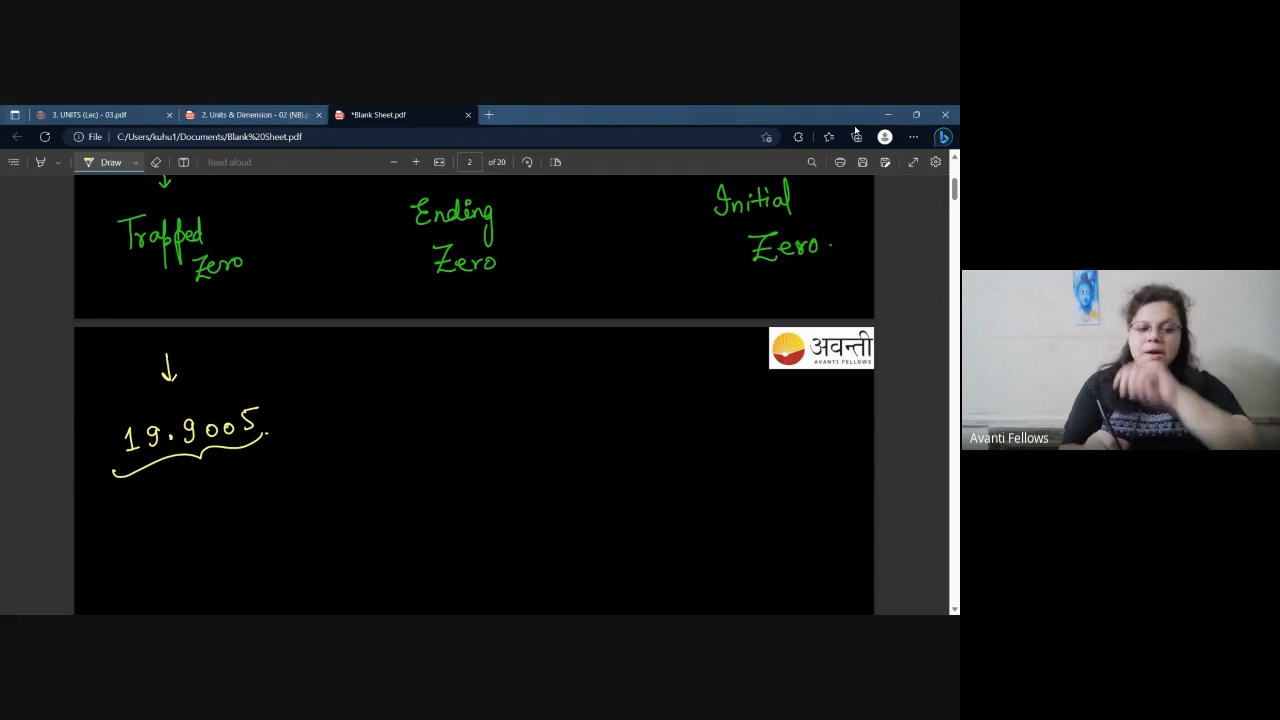 3. UNITS (Lec) - 03.pdf
2. Units & Dimension - 02 (NB).p
*Blank Sheet.pdf
File
C:/Users/kuhu1/Documents/Blank%20Sheet.pdf
Draw
Read aloud
2 of 20
Trapped
Zero
Ending
Zero
Initial
Zero.
अवन्ती
AVANTI FELLOWS
19.9005
Avanti Fellows